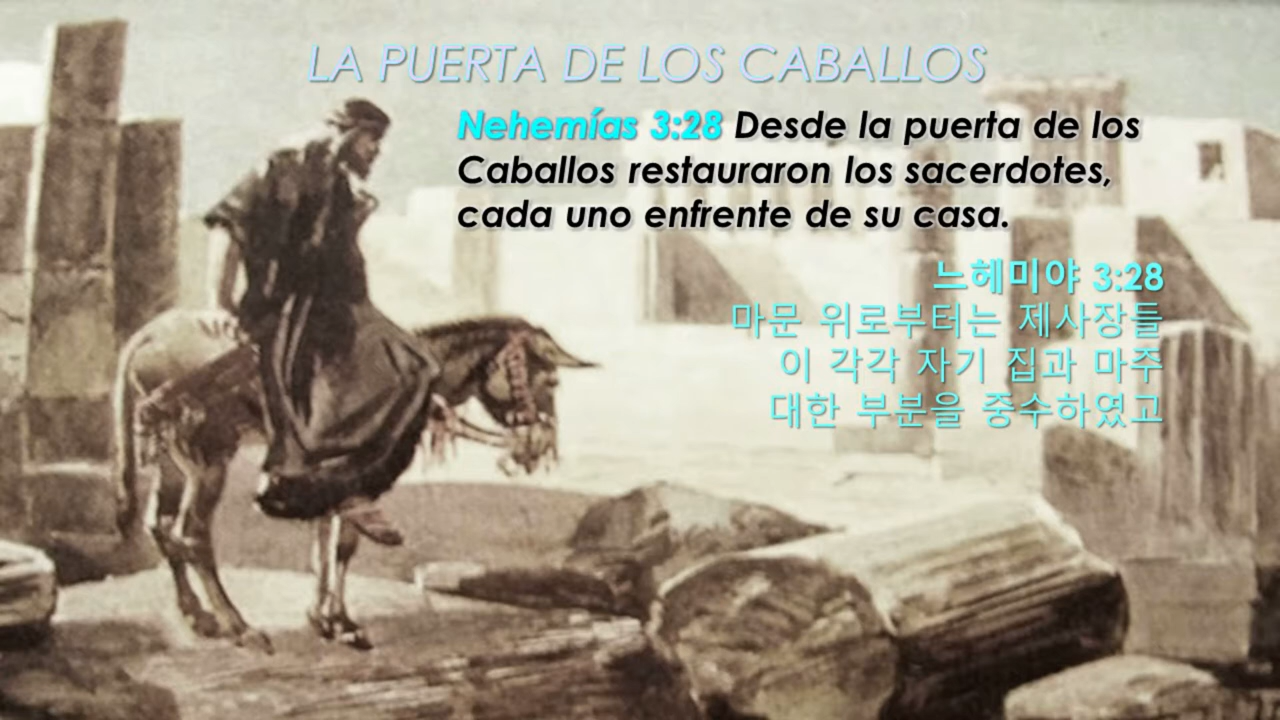 LA PUERTA DE LOS CABALLOS
Nehemías 3:28 Desde la puerta de los
Caballos restauraron los sacerdotes,
cada uno enfrente de su casa.
느헤미야 3:28
마문 위로부터는 제사장들
이 각각 자기 집과 마주
대한 부분을 중수하였고